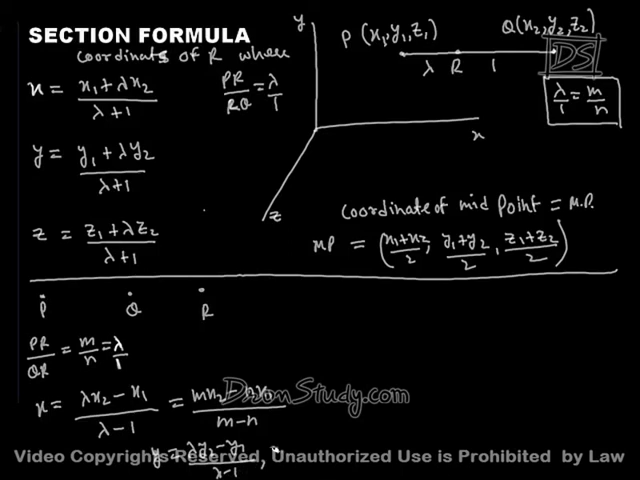 SECTION FORMULA
coordinats of R where
x = x₁ + λx₂ / λ+1
PR / RQ = λ / 1
y = y₁ + λy₂ / λ+1
z = z₁ + λz₂ / λ+1
y
x
z
P (x₁, y₁, z₁)
Q(x₂, y₂, z₂)
DS
λ R 1
λ/1 = m/n
Coordinate of mid Point = M.P.
MP = (x₁+x₂/2, y₁+y₂/2, z₁+z₂/2)
P Q R
PR / QR = m / n = λ / 1
x = λx₂ − x₁ / λ − 1 = mx₂ − nx₁ / m − n
DronStudy.com
y = λy₂ − y₁ / λ−1 ,
Video Copyrights Reserved, Unauthorized Use is Prohibited by Law